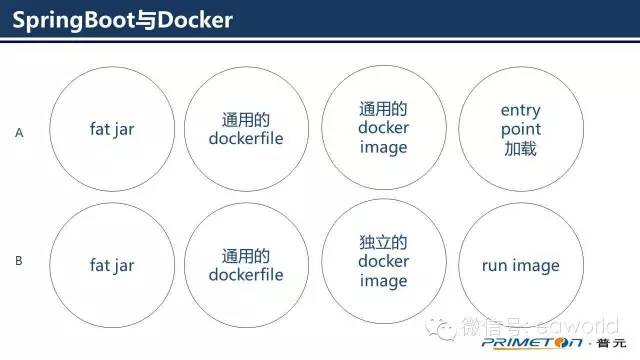 SpringBoot与Docker
A
fat jar
通用的
dockerfile
通用的
docker
image
entry
point
加载
B
fat jar
通用的
dockerfile
独立的
docker
image
run image
微信号: eaworld
PRIMETON·普元